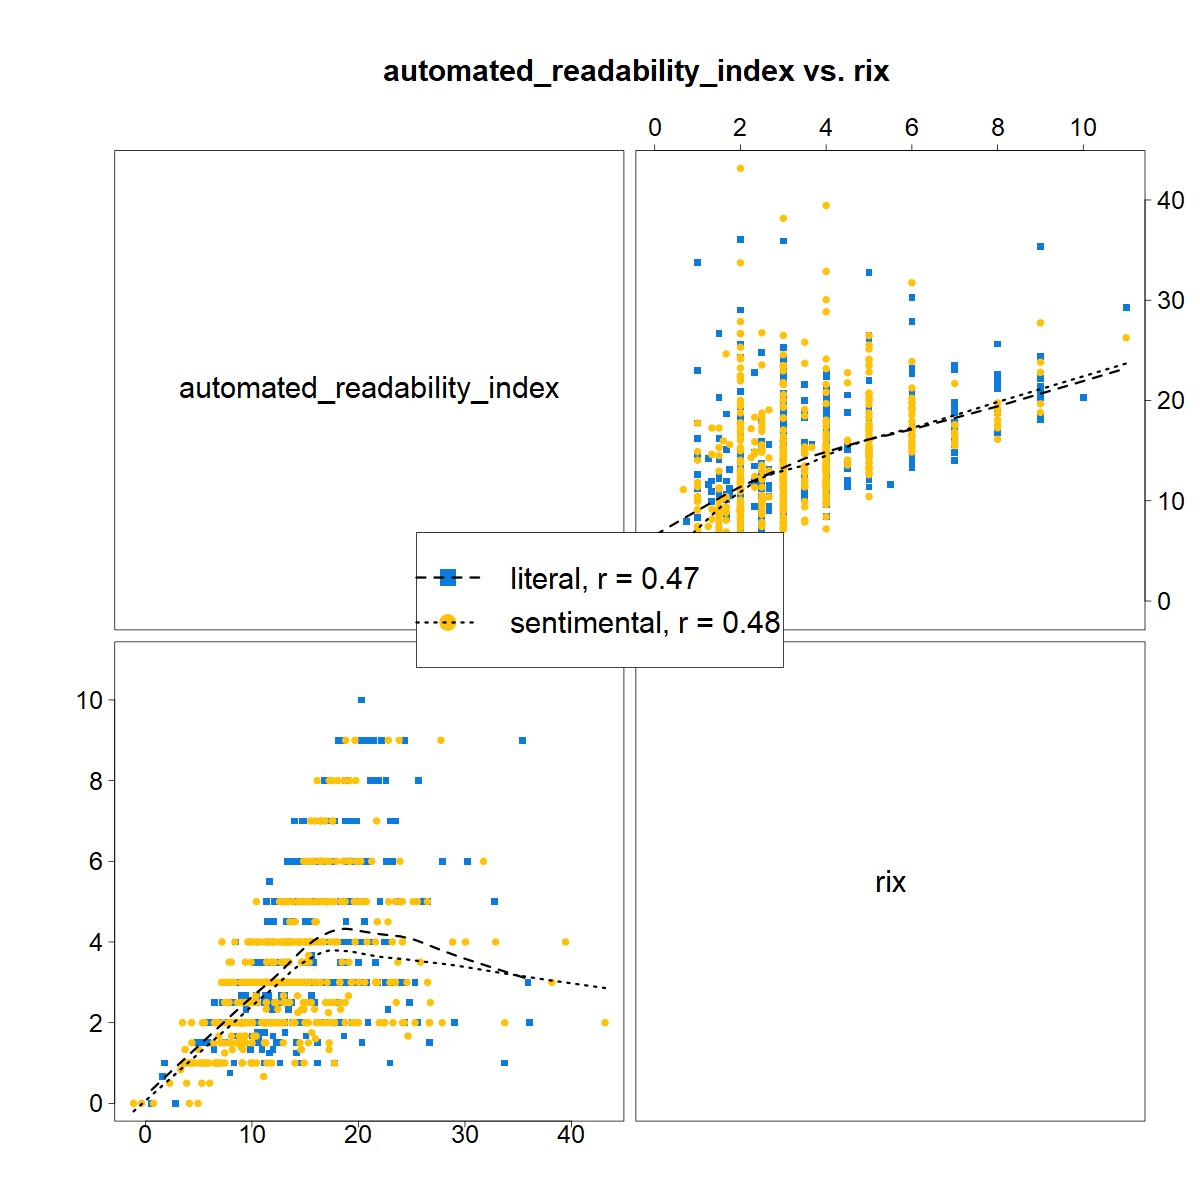 automated_readability_index vs. rix
0 2 4 6 8 10
automated_readability_index
40
30
20
10
0
literal, r = 0.47
sentimental, r = 0.48
10
8
6
4
2
0
rix
0 10 20 30 40